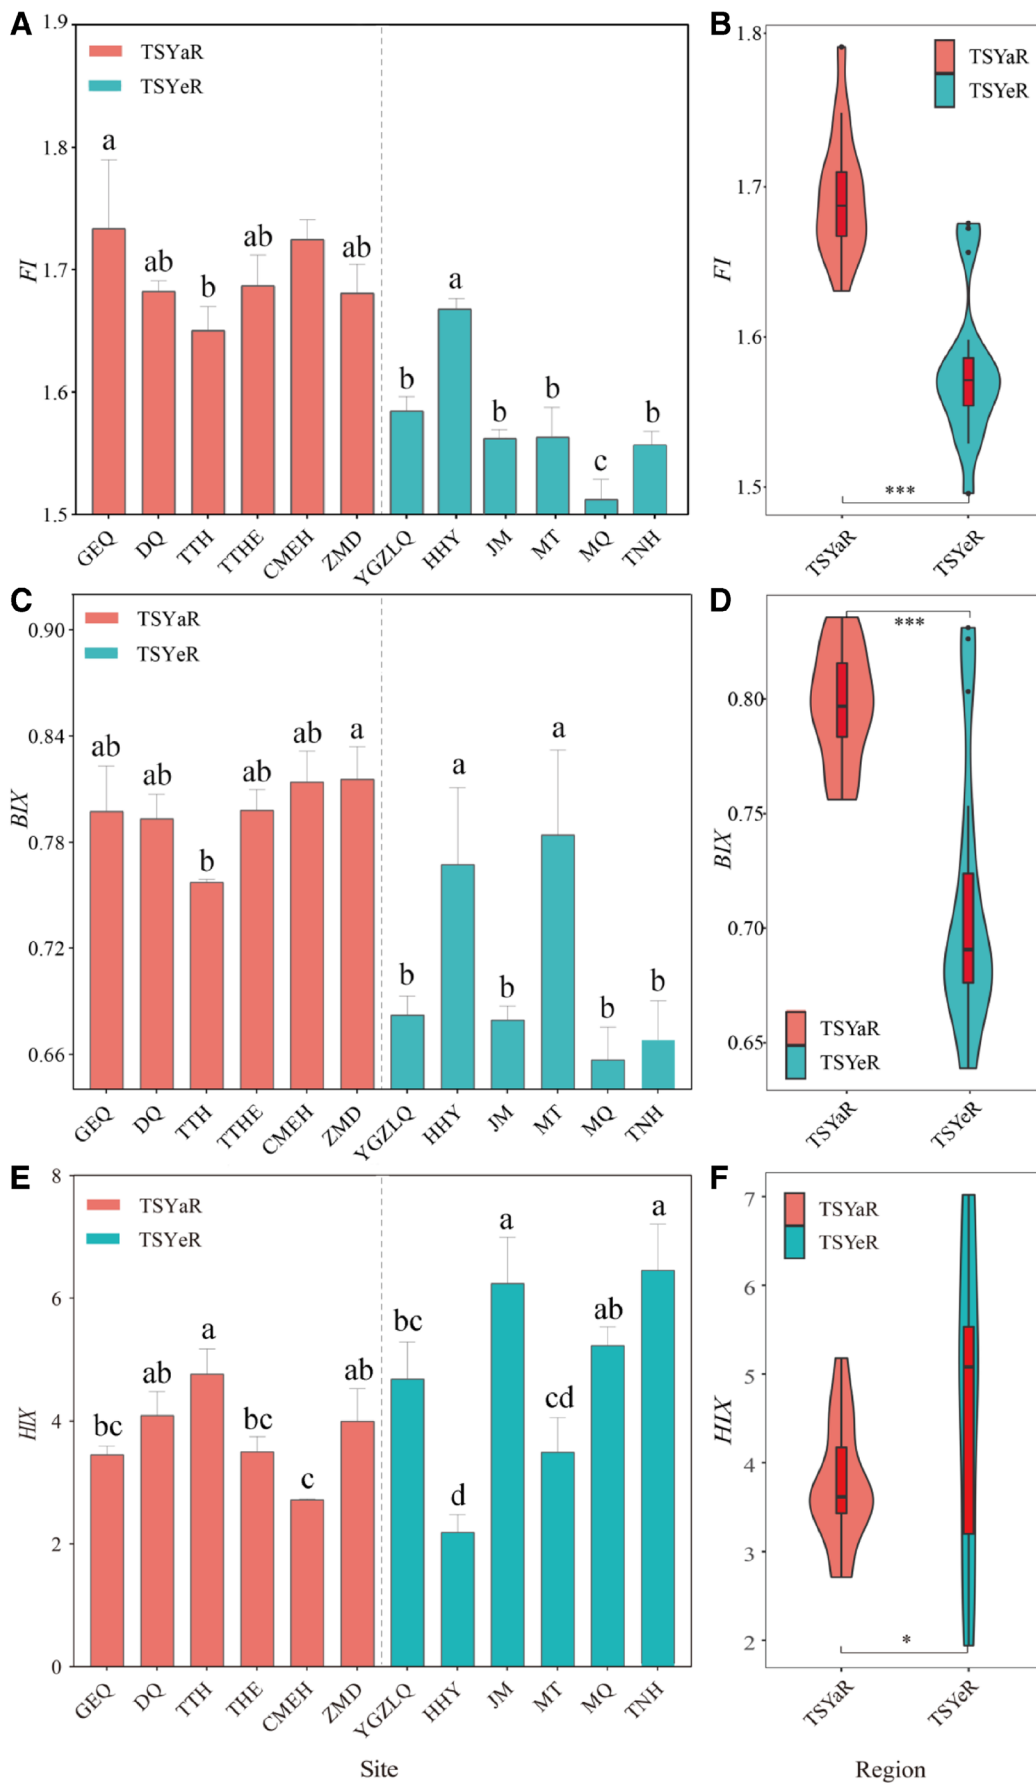 A
1.9
1.8
1.7
1.6
1.5
FI
TSYaR
TSYeR
a
ab
b
ab
ab
b
a
b
b
c
b
GEQ
DQ
TTH
TTHE
CMEH
ZMD
YGZLQ
HHY
JM
MT
MQ
TNH
B
1.8
1.7
1.6
1.5
FI
TSYaR
TSYeR
***
TSYaR
TSYeR
C
0.90
0.84
0.78
0.72
0.66
BIX
TSYaR
TSYeR
ab
ab
b
ab
ab
a
b
a
b
a
b
b
GEQ
DQ
TTH
TTHE
CMEH
ZMD
YGZLQ
HHY
JM
MT
MQ
TNH
D
0.80
0.75
0.70
0.65
BIX
***
TSYaR
TSYeR
TSYaR
TSYeR
E
8
6
4
2
0
HIX
TSYaR
TSYeR
bc
ab
a
bc
c
ab
bc
d
a
cd
ab
a
GEQ
DQ
TTH
THE
CMEH
ZMD
YGZLQ
HHY
JM
MT
MQ
TNH
Site
F
7
6
5
4
3
2
HIX
TSYaR
TSYeR
*
TSYaR
TSYeR
Region